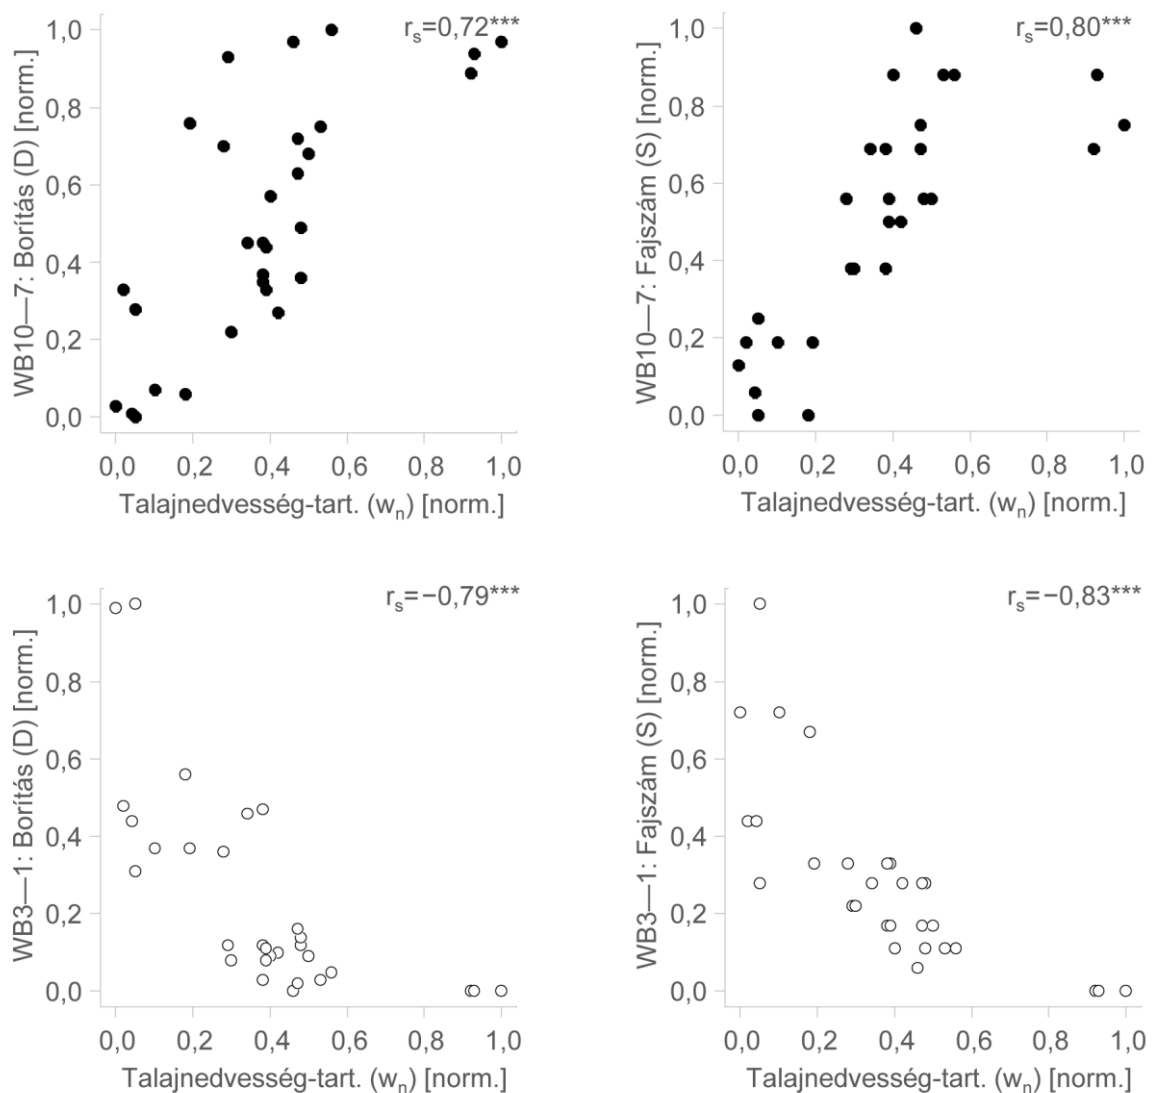 r_s=0,72***
WB10—7: Borítás (D) [norm.]
1,0
0,8
0,6
0,4
0,2
0,0
0,0 0,2 0,4 0,6 0,8 1,0
Talajnedvesség-tart. (w_n) [norm.]
r_s=0,80***
WB10—7: Fajszám (S) [norm.]
1,0
0,8
0,6
0,4
0,2
0,0
0,0 0,2 0,4 0,6 0,8 1,0
Talajnedvesség-tart. (w_n) [norm.]
r_s=−0,79***
WB3—1: Borítás (D) [norm.]
1,0
0,8
0,6
0,4
0,2
0,0
0,0 0,2 0,4 0,6 0,8 1,0
Talajnedvesség-tart. (w_n) [norm.]
r_s=−0,83***
WB3—1: Fajszám (S) [norm.]
1,0
0,8
0,6
0,4
0,2
0,0
0,0 0,2 0,4 0,6 0,8 1,0
Talajnedvesség-tart. (w_n) [norm.]